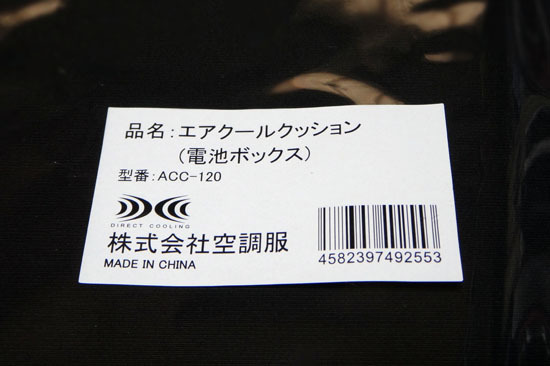 品名:エアクールクッション
(電池ボックス)
型番:ACC-120
DIRECT COOLING
株式会社空調服
MADE IN CHINA
4582397492553